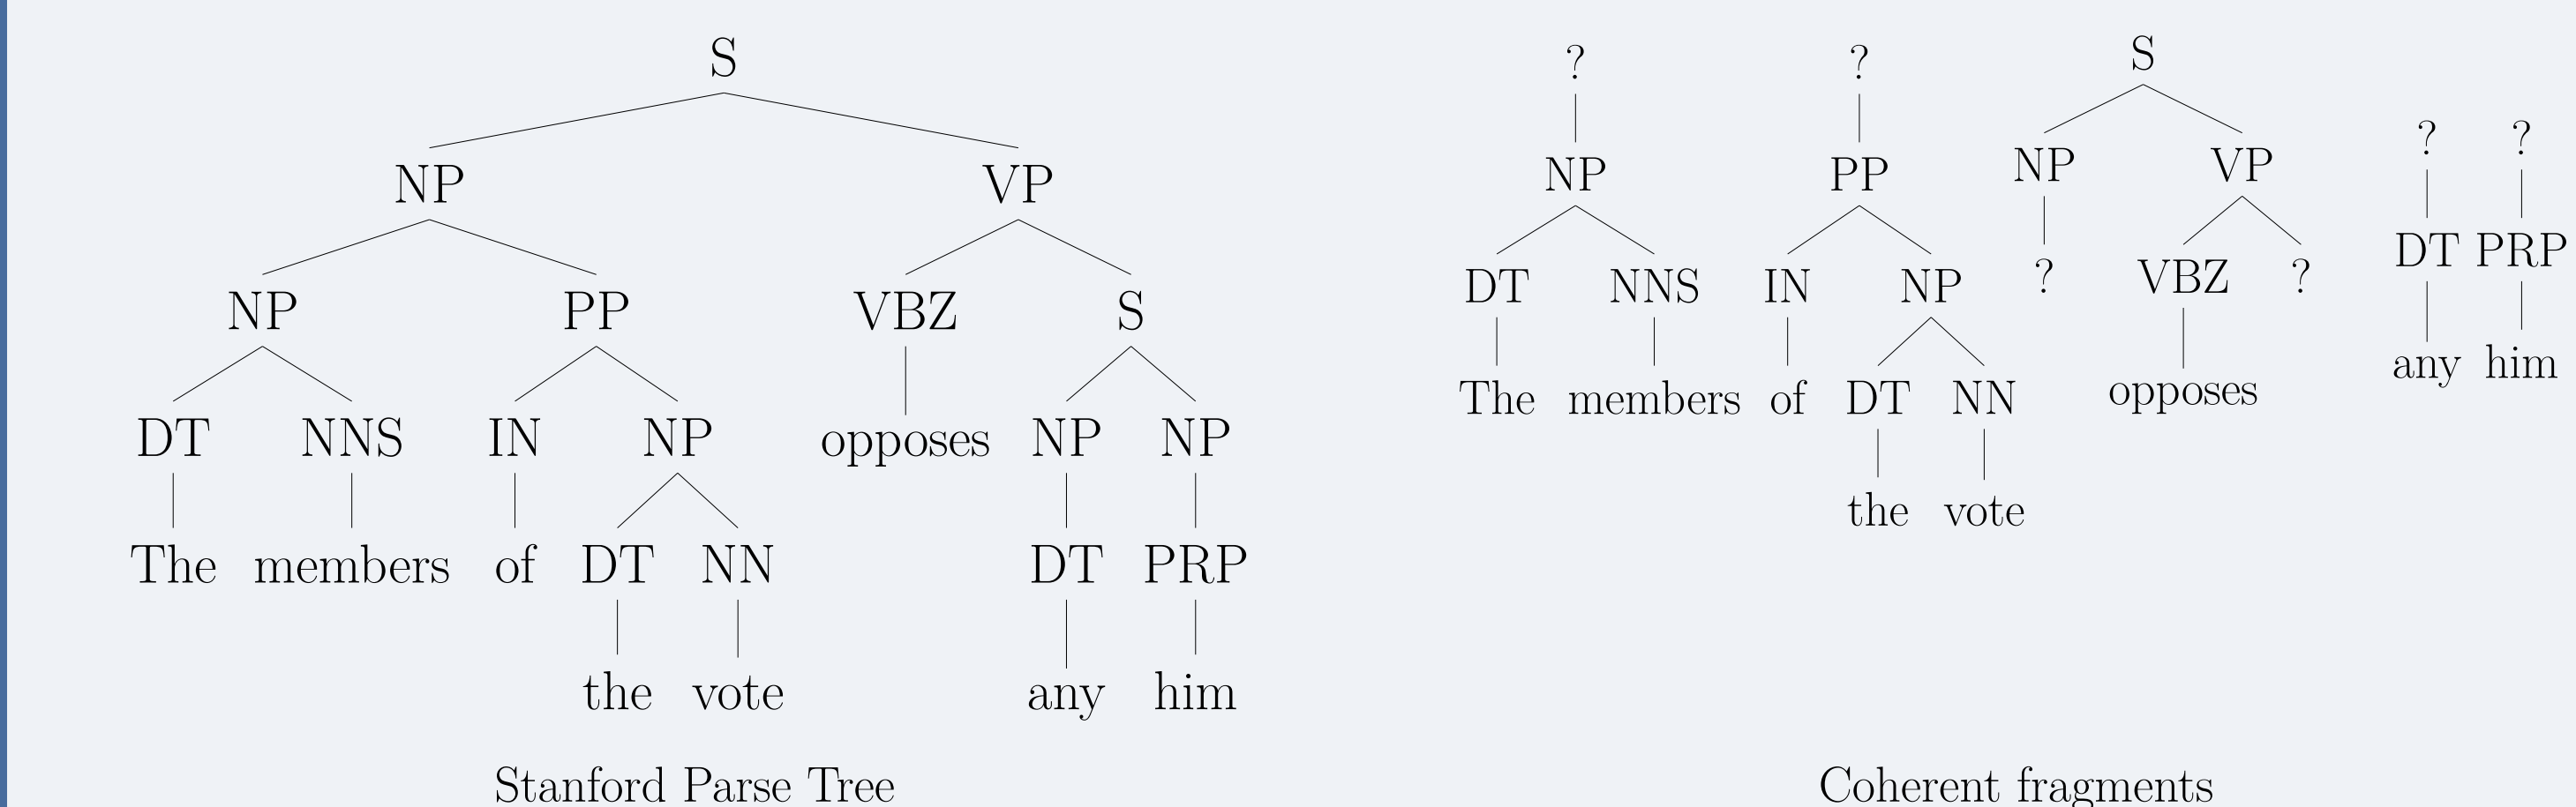 S
NP VP
NP PP VBZ S
DT NNS IN NP opposes NP NP
The members of DT NN DT PRP
the vote any him
Stanford Parse Tree
? ? S
? ?
NP PP NP VP
DT PRP
DT NNS IN NP ? VBZ ?
any him
The members of DT NN opposes
the vote
Coherent fragments